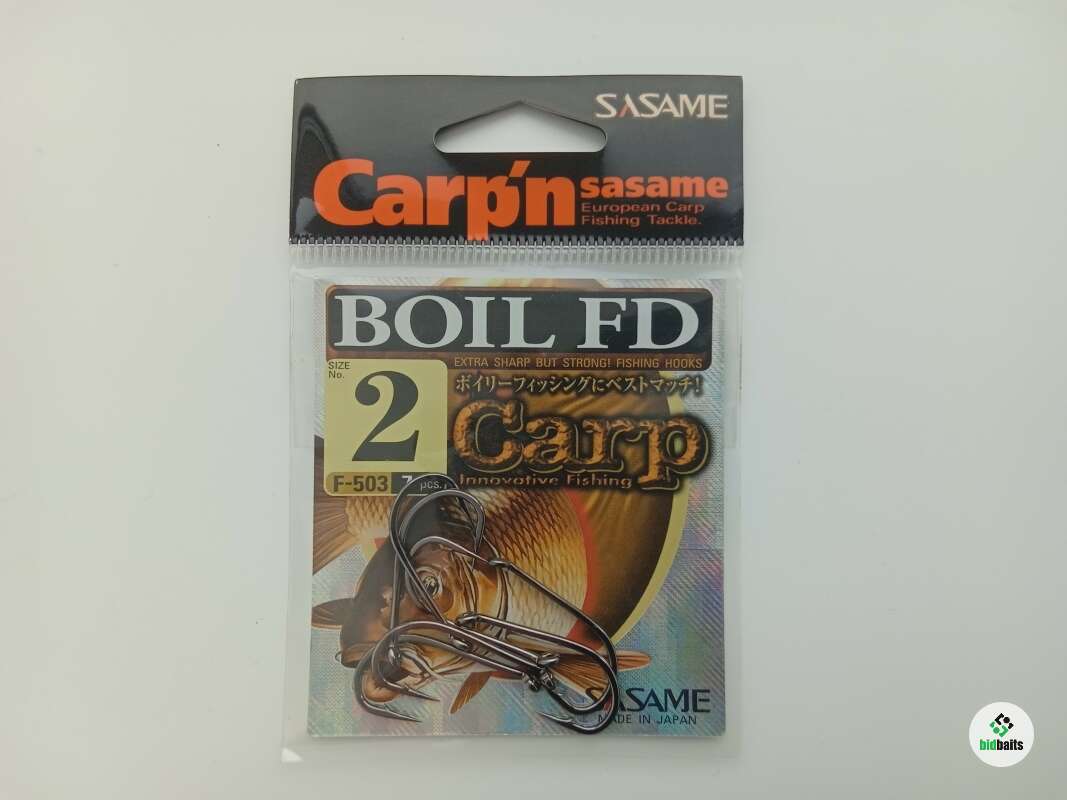 SASAME
Carp'n sasame
European Carp
Fishing Tackle.
BOIL FD
EXTRA SHARP BUT STRONG! FISHING HOOKS
SIZE
No.
2
ボイリーフィッシングにベストマッチ!
Carp
Innovative Fishing
F-503 7 pcs.
SASAME
MADE IN JAPAN
bidbaits